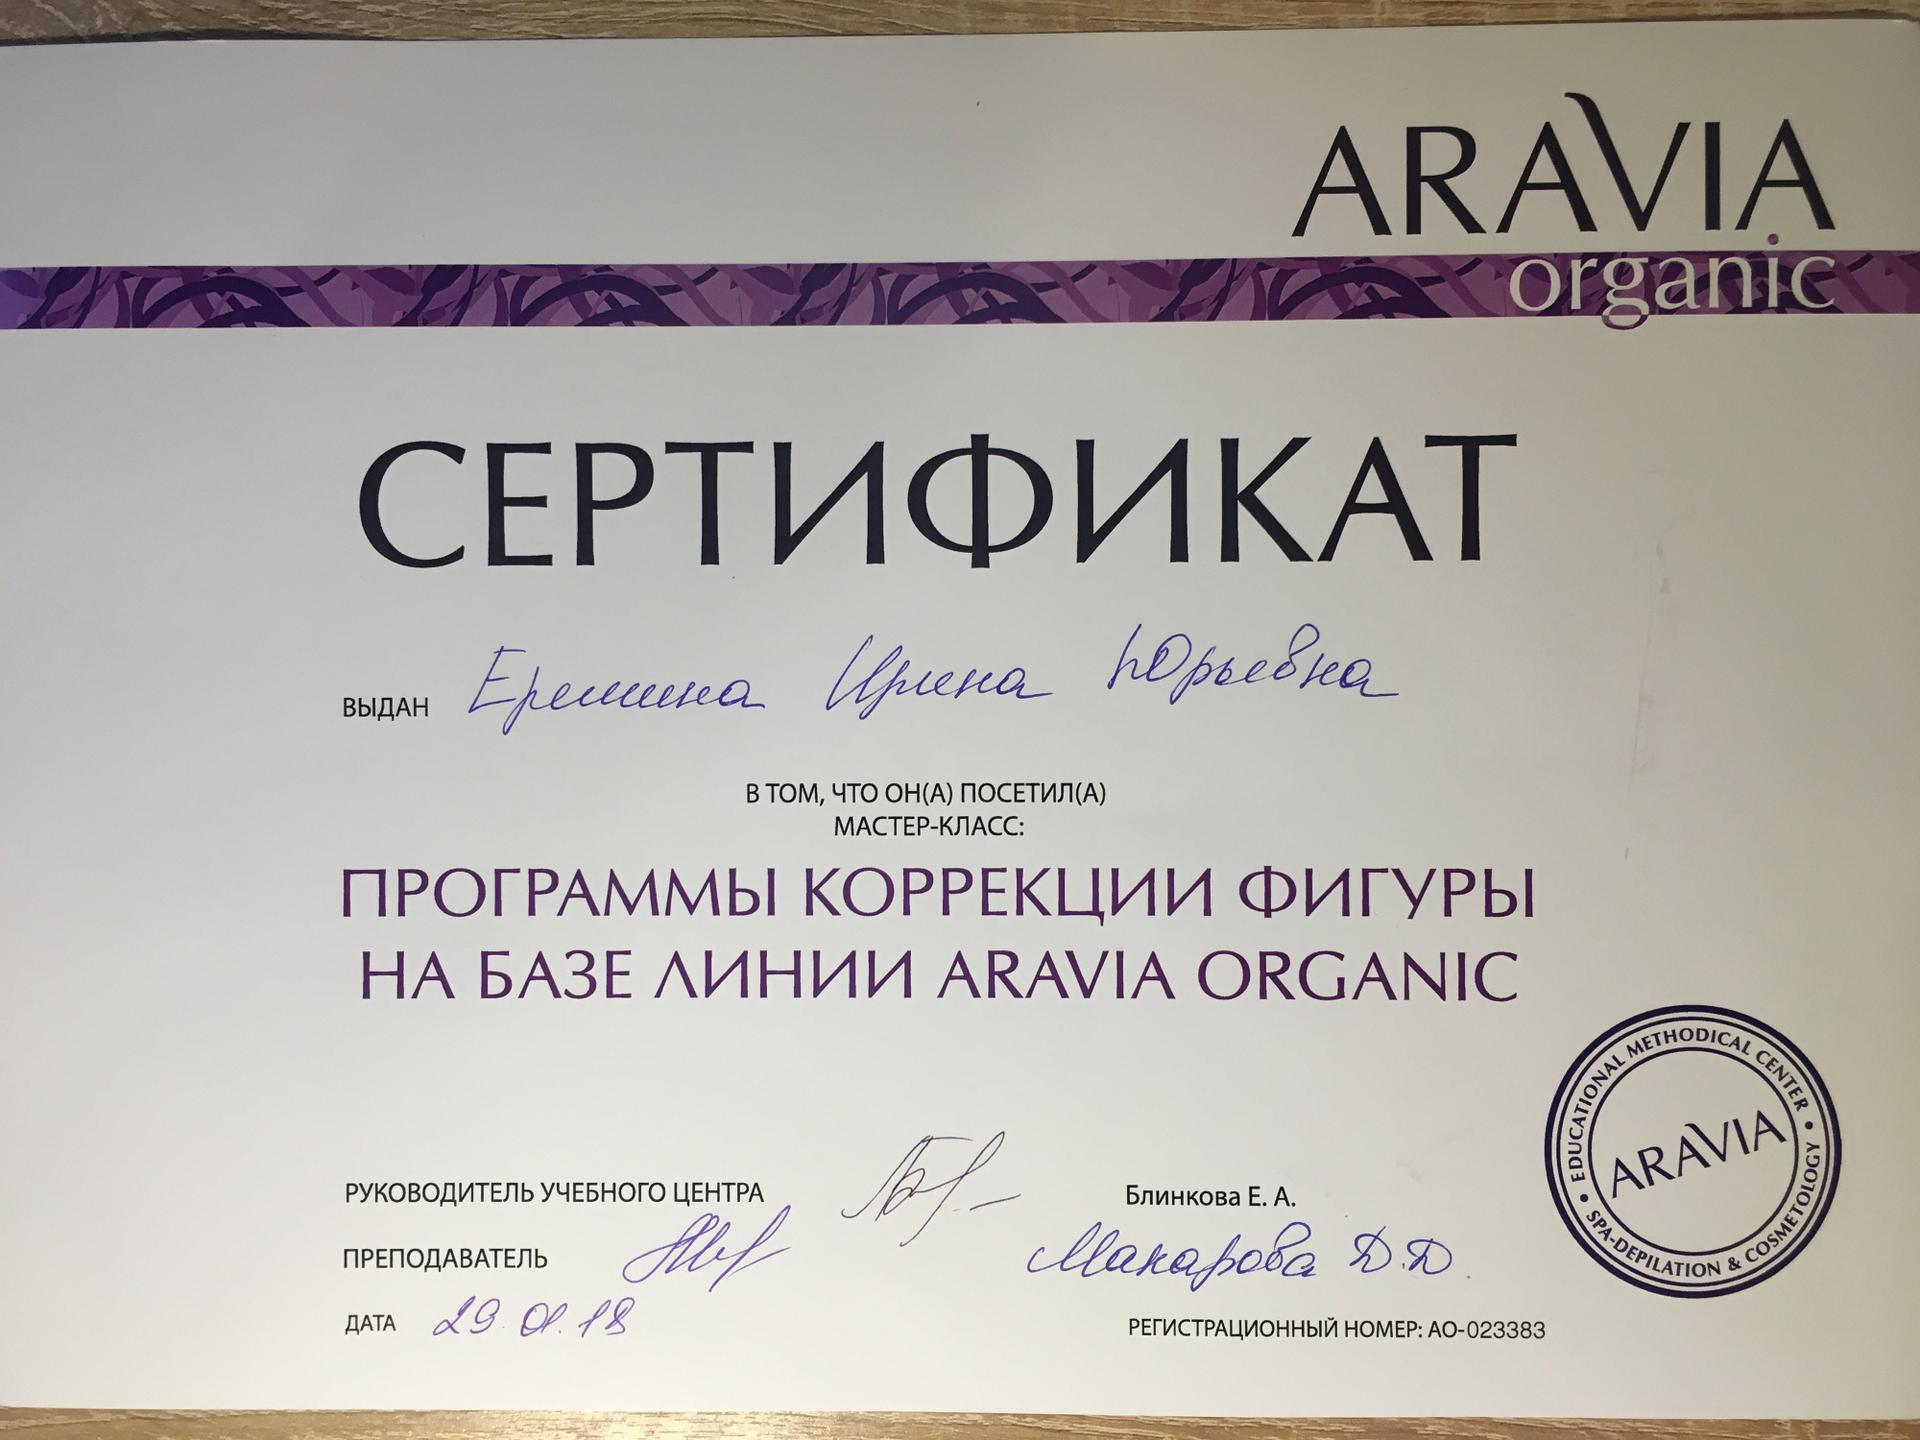 ARAVIA
organic
СЕРТИФИКАТ
ВЫДАН Еремина Ирина Юрьевна
В ТОМ, ЧТО ОН(А) ПОСЕТИЛ(А)
МАСТЕР-КЛАСС:
ПРОГРАММЫ КОРРЕКЦИИ ФИГУРЫ
НА БАЗЕ ЛИНИИ ARAVIA ORGANIC
РУКОВОДИТЕЛЬ УЧЕБНОГО ЦЕНТРА Блинкова Е. А.
ПРЕПОДАВАТЕЛЬ Макарова Д.Д.
ДАТА 29.01.18
РЕГИСТРАЦИОННЫЙ НОМЕР: АО-023383
EDUCATIONAL METHODICAL CENTER
ARAVIA
SPA-DEPILATION & COSMETOLOGY